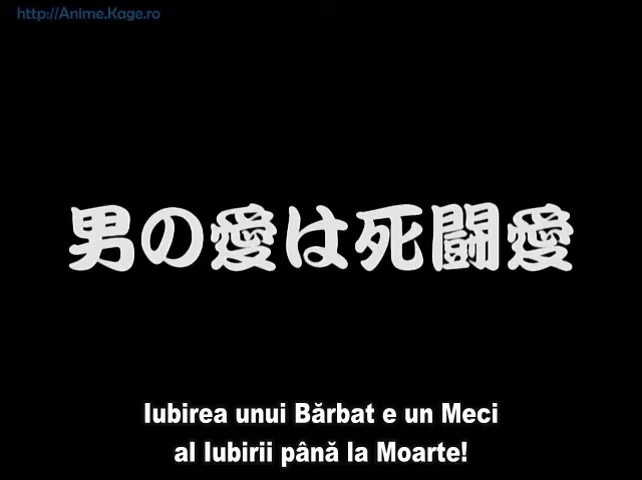 http://Anime.Kage.ro
男の愛は死闘愛
Iubirea unui Bărbat e un Meci
al Iubirii până la Moarte!